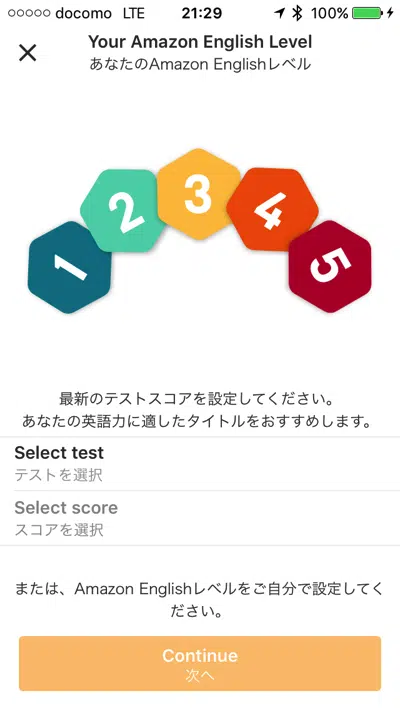 ○○○○○ docomo LTE 21:29 100%
Your Amazon English Level
あなたのAmazon Englishレベル
1 2 3 4 5
最新のテストスコアを設定してください。
あなたの英語力に適したタイトルをおすすめします。
Select test
テストを選択
Select score
スコアを選択
または、Amazon Englishレベルをご自分で設定してく
ださい。
Continue
次へ